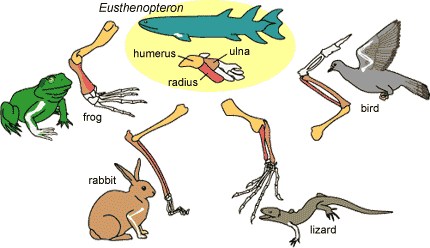 Eusthenopteron
humerus
ulna
radius
frog
bird
rabbit
lizard